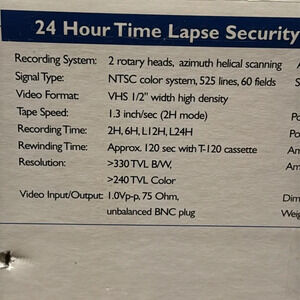 24 Hour Time Lapse Security
Recording System: 2 rotary heads, azimuth helical scanning
Signal Type: NTSC color system, 525 lines, 60 fields
Video Format: VHS 1/2" width high density
Tape Speed: 1.3 inch/sec (2H mode)
Recording Time: 2H, 6H, L12H, L24H
Rewinding Time: Approx. 120 sec with T-120 cassette
Resolution: >330 TVL B/W,
>240 TVL Color
Video Input/Output: 1.0Vp-p, 75 Ohm,
unbalanced BNC plug